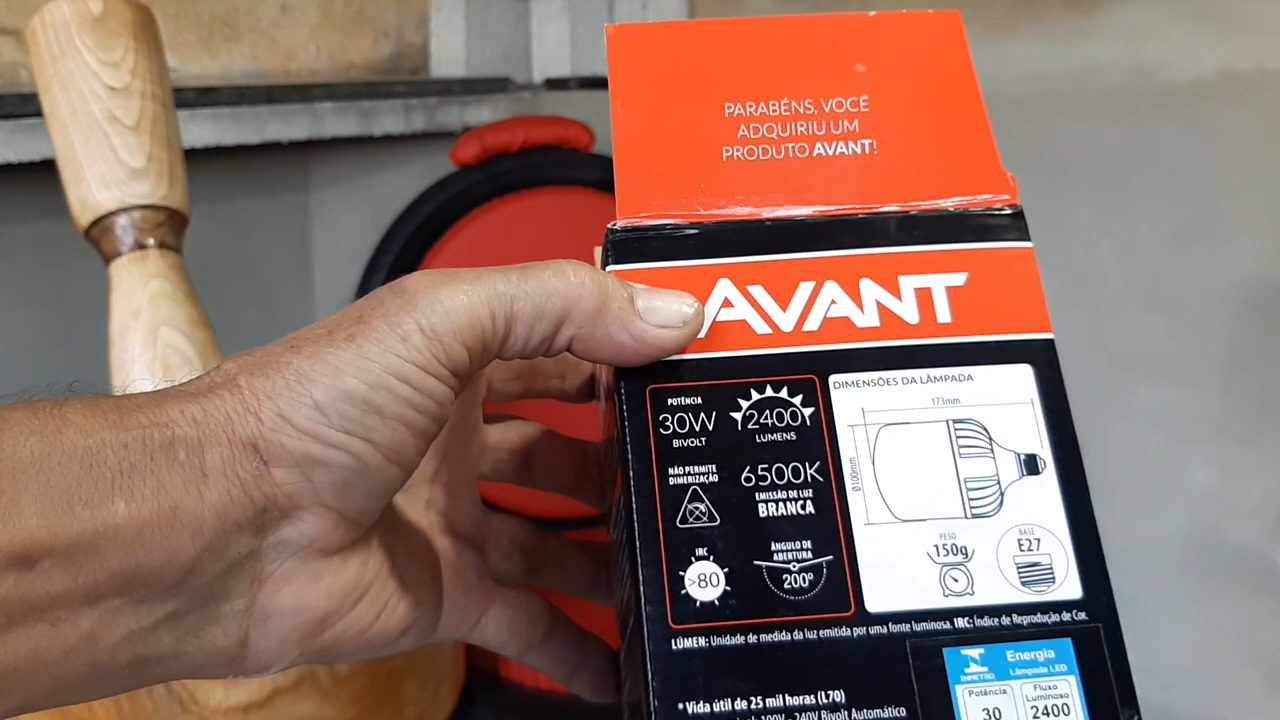 PARABÉNS, VOCÊ
ADQUIRIU UM
PRODUTO AVANT!
AVANT
POTÊNCIA
30W
BIVOLT
2400
LUMENS
NÃO PERMITE
DIMERIZAÇÃO
6500K
EMISSÃO DE LUZ
BRANCA
IRC
>80
ÂNGULO DE
ABERTURA
200º
DIMENSÕES DA LÂMPADA
173mm
Ø100mm
PESO
150g
BASE
E27
LÚMEN: Unidade de medida da luz emitida por uma fonte luminosa. IRC: Índice de Reprodução de Cor.
* Vida útil de 25 mil horas (L70)
100V - 240V Bivolt Automático
INMETRO
Energia
Lâmpada LED
Potência
30
Fluxo
Luminoso
2400